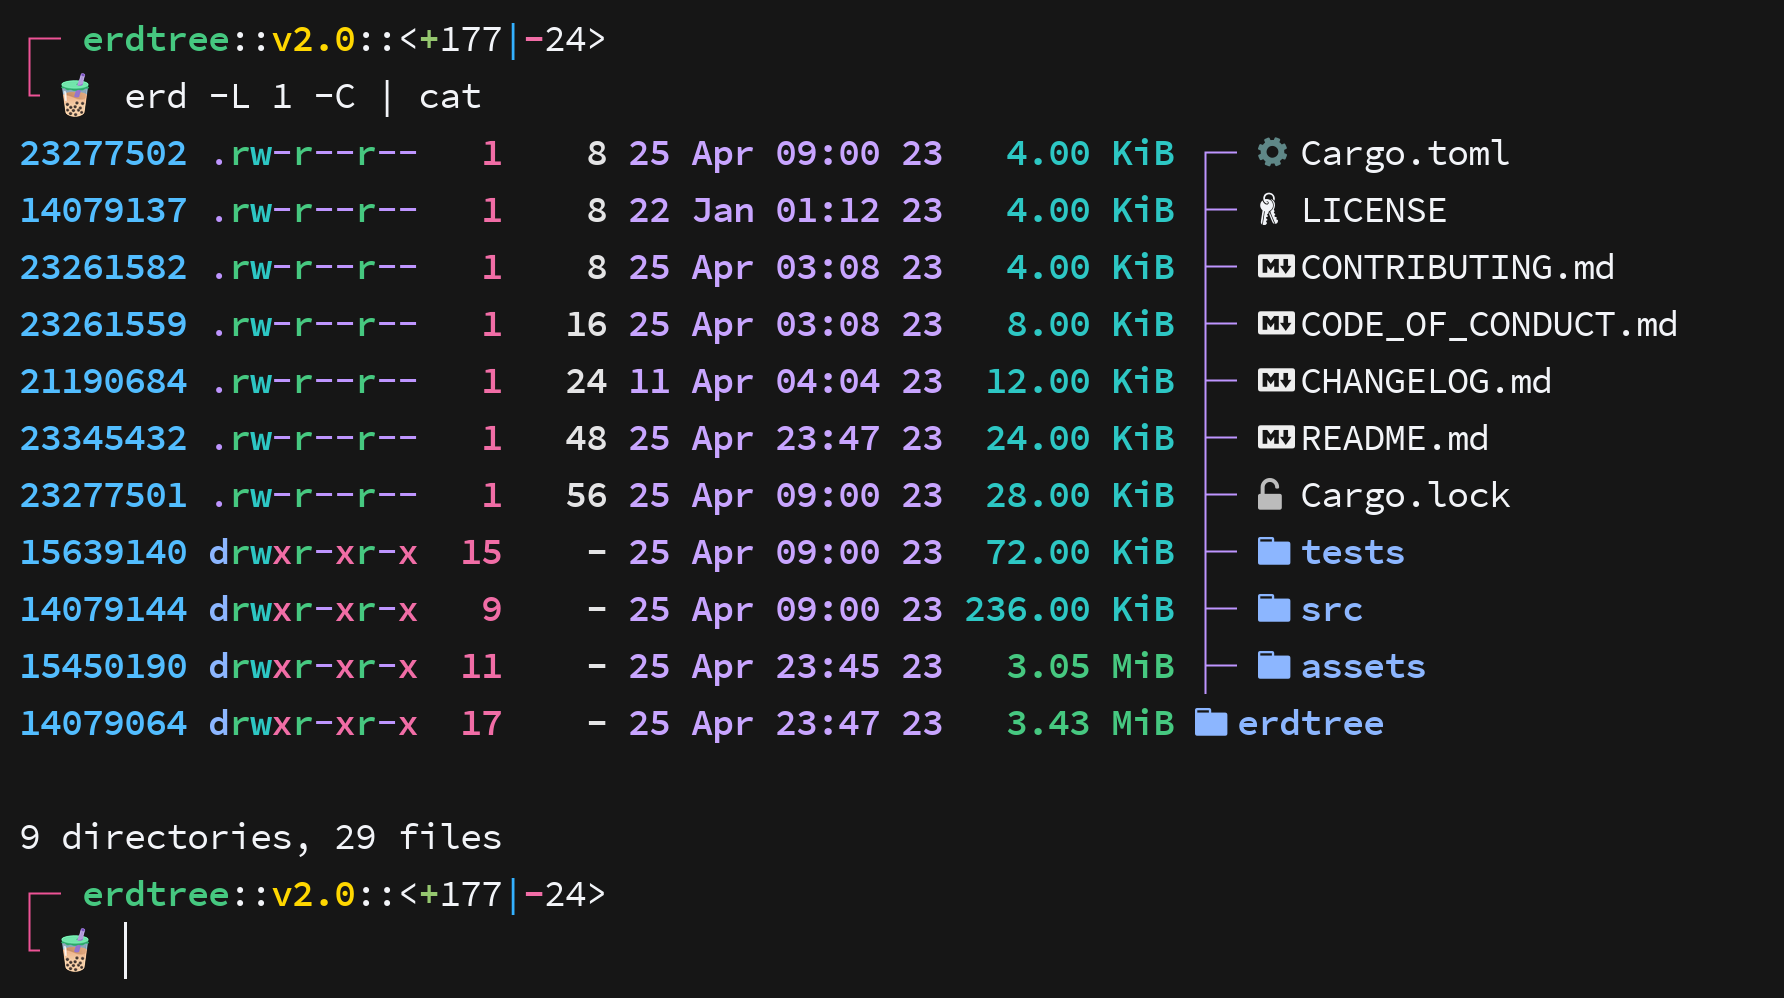 erdtree::v2.0::<+177|-24>
erd -L 1 -C | cat
23277502 .rw-r--r-- 1 8 25 Apr 09:00 23 4.00 KiB Cargo.toml
14079137 .rw-r--r-- 1 8 22 Jan 01:12 23 4.00 KiB LICENSE
23261582 .rw-r--r-- 1 8 25 Apr 03:08 23 4.00 KiB CONTRIBUTING.md
23261559 .rw-r--r-- 1 16 25 Apr 03:08 23 8.00 KiB CODE_OF_CONDUCT.md
21190684 .rw-r--r-- 1 24 11 Apr 04:04 23 12.00 KiB CHANGELOG.md
23345432 .rw-r--r-- 1 48 25 Apr 23:47 23 24.00 KiB README.md
23277501 .rw-r--r-- 1 56 25 Apr 09:00 23 28.00 KiB Cargo.lock
15639140 drwxr-xr-x 15 - 25 Apr 09:00 23 72.00 KiB tests
14079144 drwxr-xr-x 9 - 25 Apr 09:00 23 236.00 KiB src
15450190 drwxr-xr-x 11 - 25 Apr 23:45 23 3.05 MiB assets
14079064 drwxr-xr-x 17 - 25 Apr 23:47 23 3.43 MiB erdtree
9 directories, 29 files
erdtree::v2.0::<+177|-24>